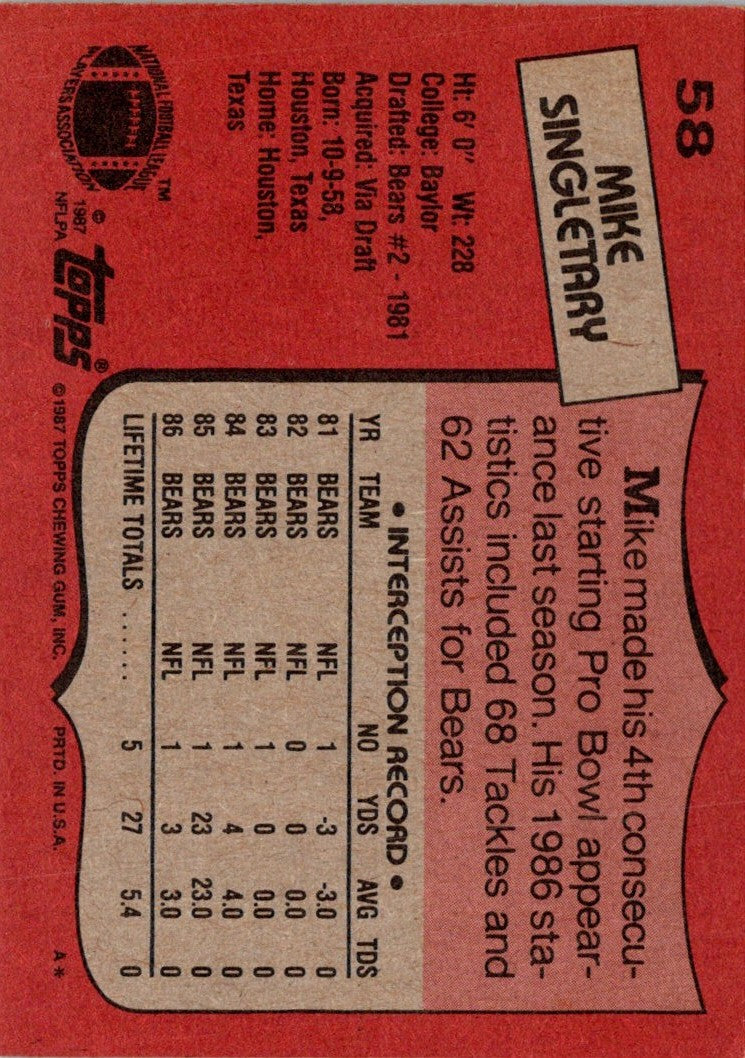 58
MIKE
SINGLETARY
Ht: 6' 0" Wt: 228
College: Baylor
Drafted: Bears #2 - 1981
Acquired: Via Draft
Born: 10-9-58,
Houston, Texas
Home: Houston,
Texas
NATIONAL FOOTBALL LEAGUE
PLAYERS ASSOCIATION
™
© 1987
NFLPA
topps®
Mike made his 4th consecu-
tive starting Pro Bowl appear-
ance last season. His 1986 sta-
tistics included 68 Tackles and
62 Assists for Bears.
• INTERCEPTION RECORD •
YR TEAM NO YDS AVG TDS
81 BEARS NFL 1 -3 -3.0 0
82 BEARS NFL 0 0 0.0 0
83 BEARS NFL 1 0 0.0 0
84 BEARS NFL 1 4 4.0 0
85 BEARS NFL 1 23 23.0 0
86 BEARS NFL 1 3 3.0 0
LIFETIME TOTALS ...... 5 27 5.4 0
© 1987 TOPPS CHEWING GUM, INC. PRTD. IN U.S.A. A*